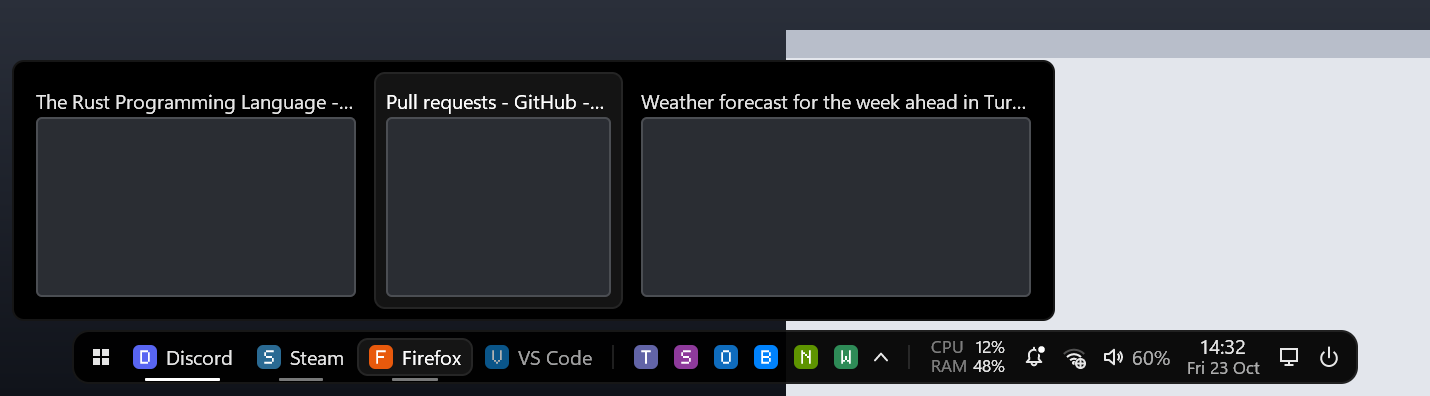 The Rust Programming Language -...
Pull requests - GitHub -...
Weather forecast for the week ahead in Tur...
D Discord S Steam F Firefox V VS Code T S O B N W CPU 12% RAM 48% 60% 14:32 Fri 23 Oct